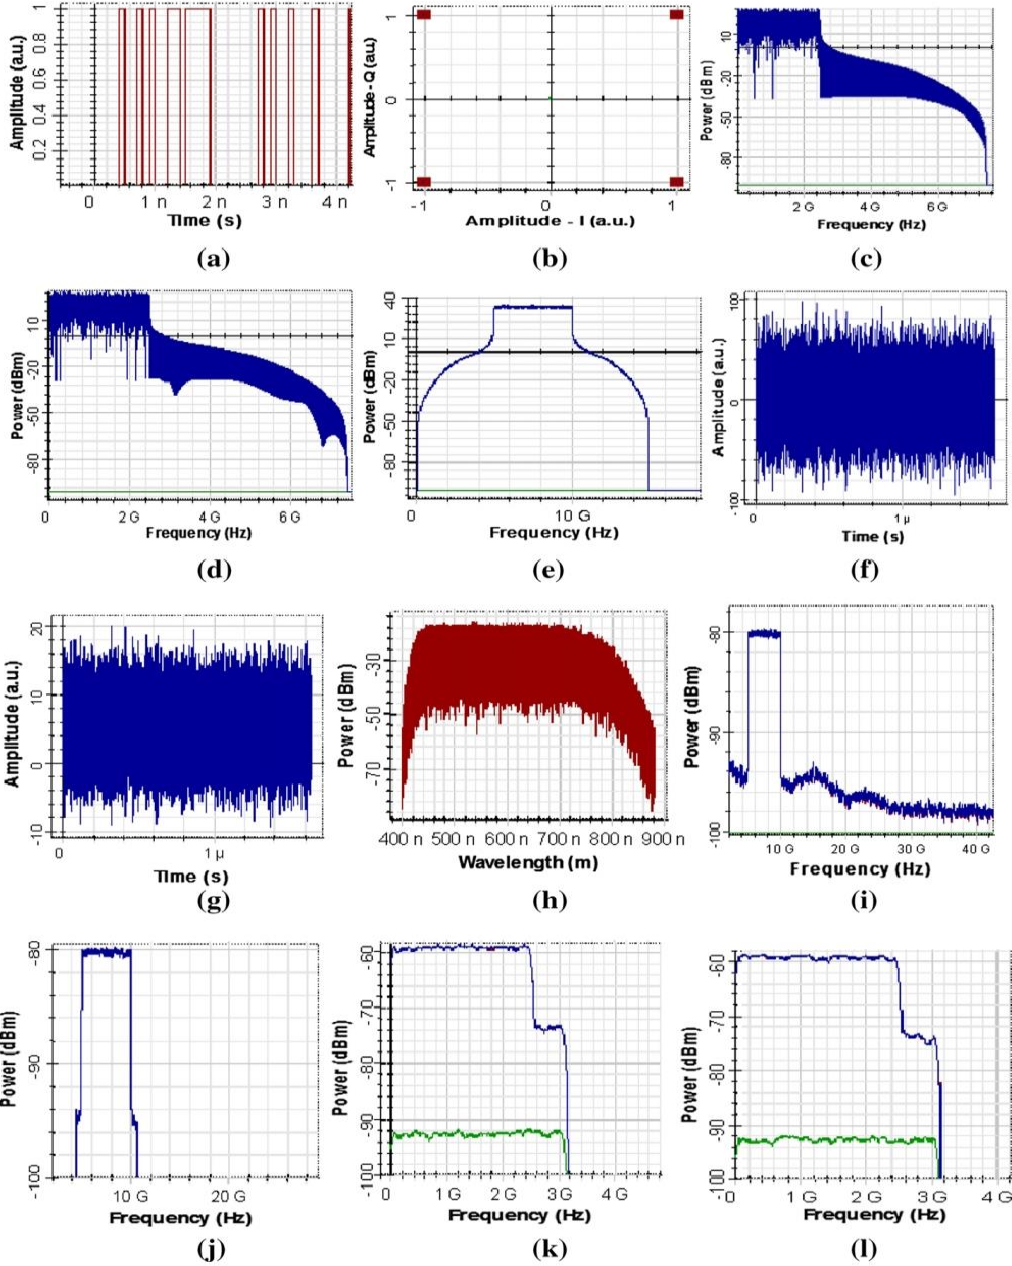 Amplitude (a.u.)
1
0.8
0.6
0.4
0.2
0 1 n 2 n 3 n 4 n
Time (s)
(a)
Amplitude - Q (a.u.)
1
0
-1
-1 0 1
Amplitude - I (a.u.)
(b)
Power (dBm)
10
-20
-50
-80
2 G 4 G 6 G
Frequency (Hz)
(c)
Power (dBm)
10
-20
-50
-80
0 2 G 4 G 6 G
Frequency (Hz)
(d)
Power (dBm)
40
10
-20
-50
-80
0 10 G
Frequency (Hz)
(e)
Amplitude (a.u.)
100
0
-100
0 1 µ
Time (s)
(f)
Amplitude (a.u.)
20
10
0
-10
0 1 µ
Time (s)
(g)
Power (dBm)
-30
-50
-70
400 n 500 n 600 n 700 n 800 n 900 n
Wavelength (m)
(h)
Power (dBm)
-80
-90
-100
10 G 20 G 30 G 40 G
Frequency (Hz)
(i)
Power (dBm)
-80
-90
-100
10 G 20 G
Frequency (Hz)
(j)
Power (dBm)
-60
-70
-80
-90
-100
0 1 G 2 G 3 G 4 G
Frequency (Hz)
(k)
Power (dBm)
-60
-70
-80
-90
-100
0 1 G 2 G 3 G 4 G
Frequency (Hz)
(l)